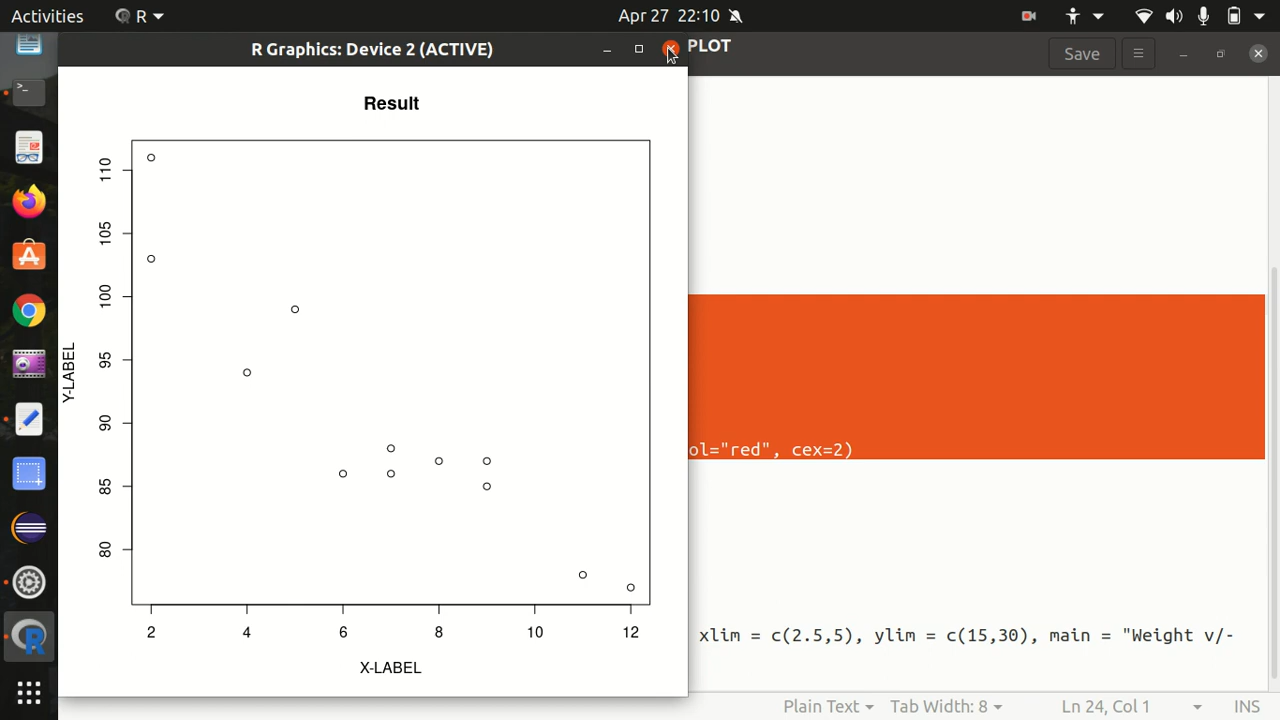 Activities R Apr 27 22:10
R Graphics: Device 2 (ACTIVE) PLOT Save
Result
110
105
100
95
90
85
80
Y-LABEL
2 4 6 8 10 12
X-LABEL
ol="red", cex=2)
xlim = c(2.5,5), ylim = c(15,30), main = "Weight v/-
Plain Text Tab Width: 8 Ln 24, Col 1 INS